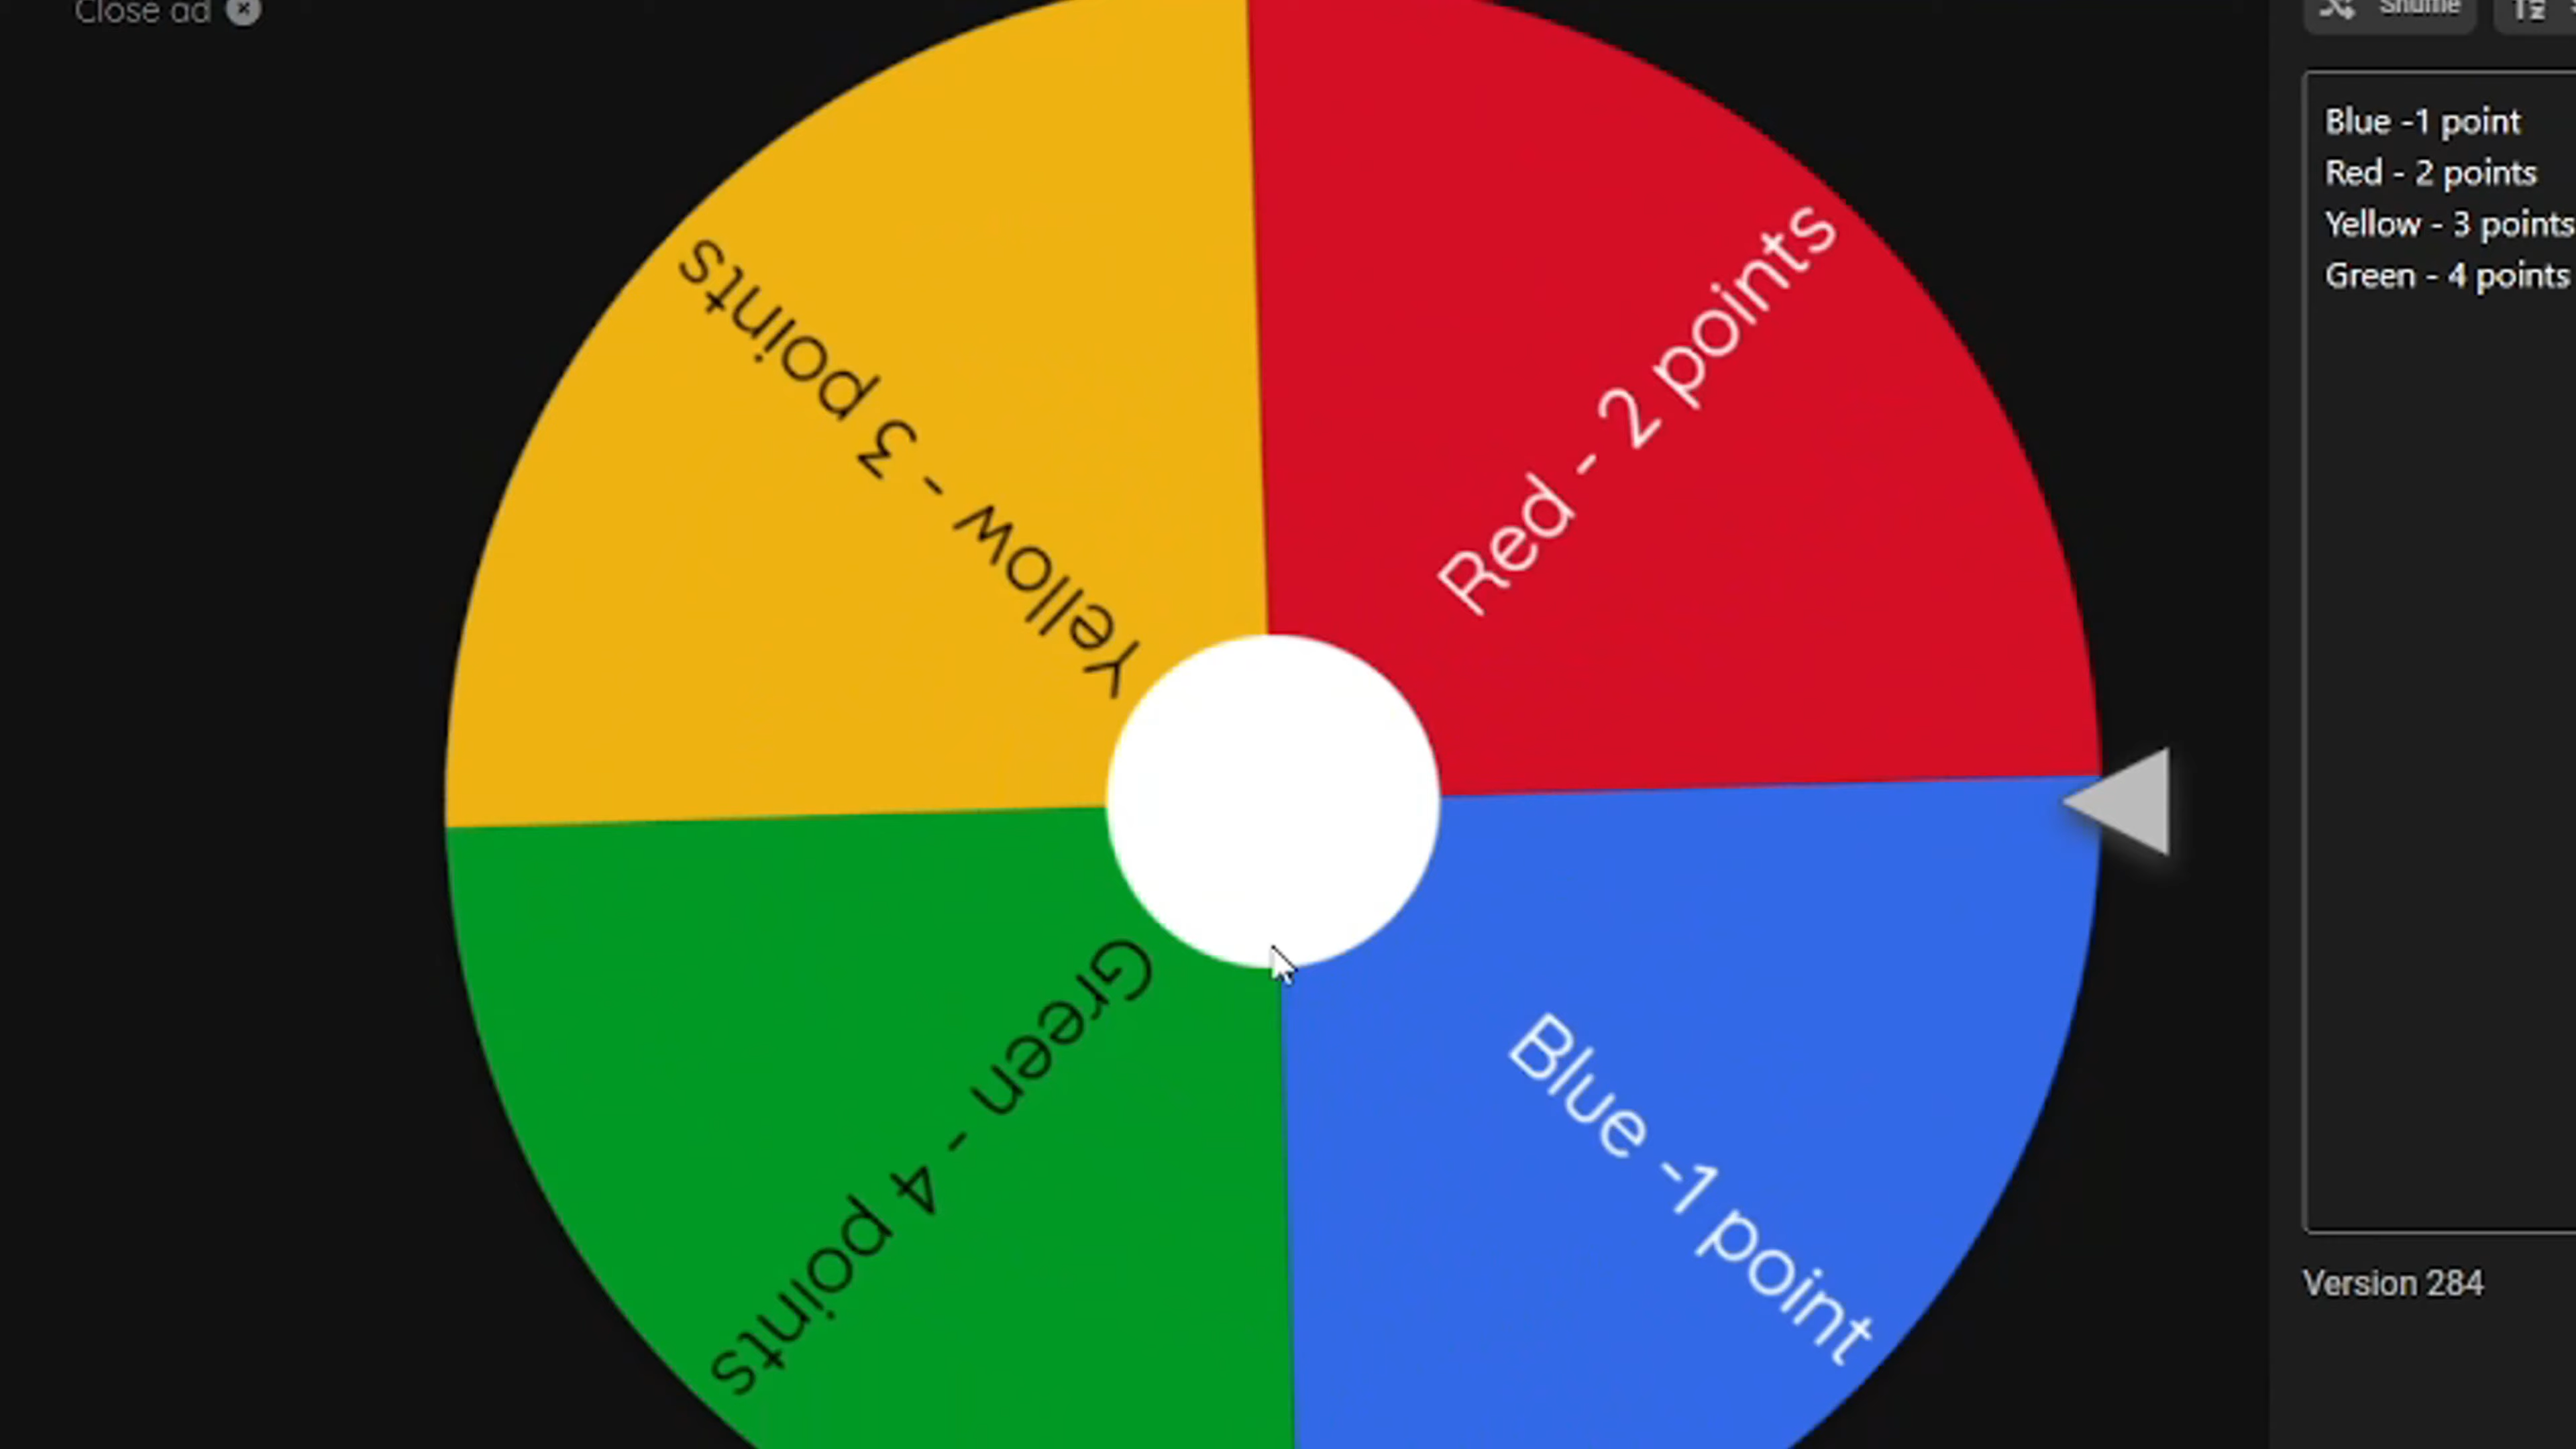 Close ad
Shuffle
Blue -1 point
Red - 2 points
Yellow - 3 points
Green - 4 points
Yellow - 3 points
Red - 2 points
Green - 4 points
Blue -1 point
Version 284